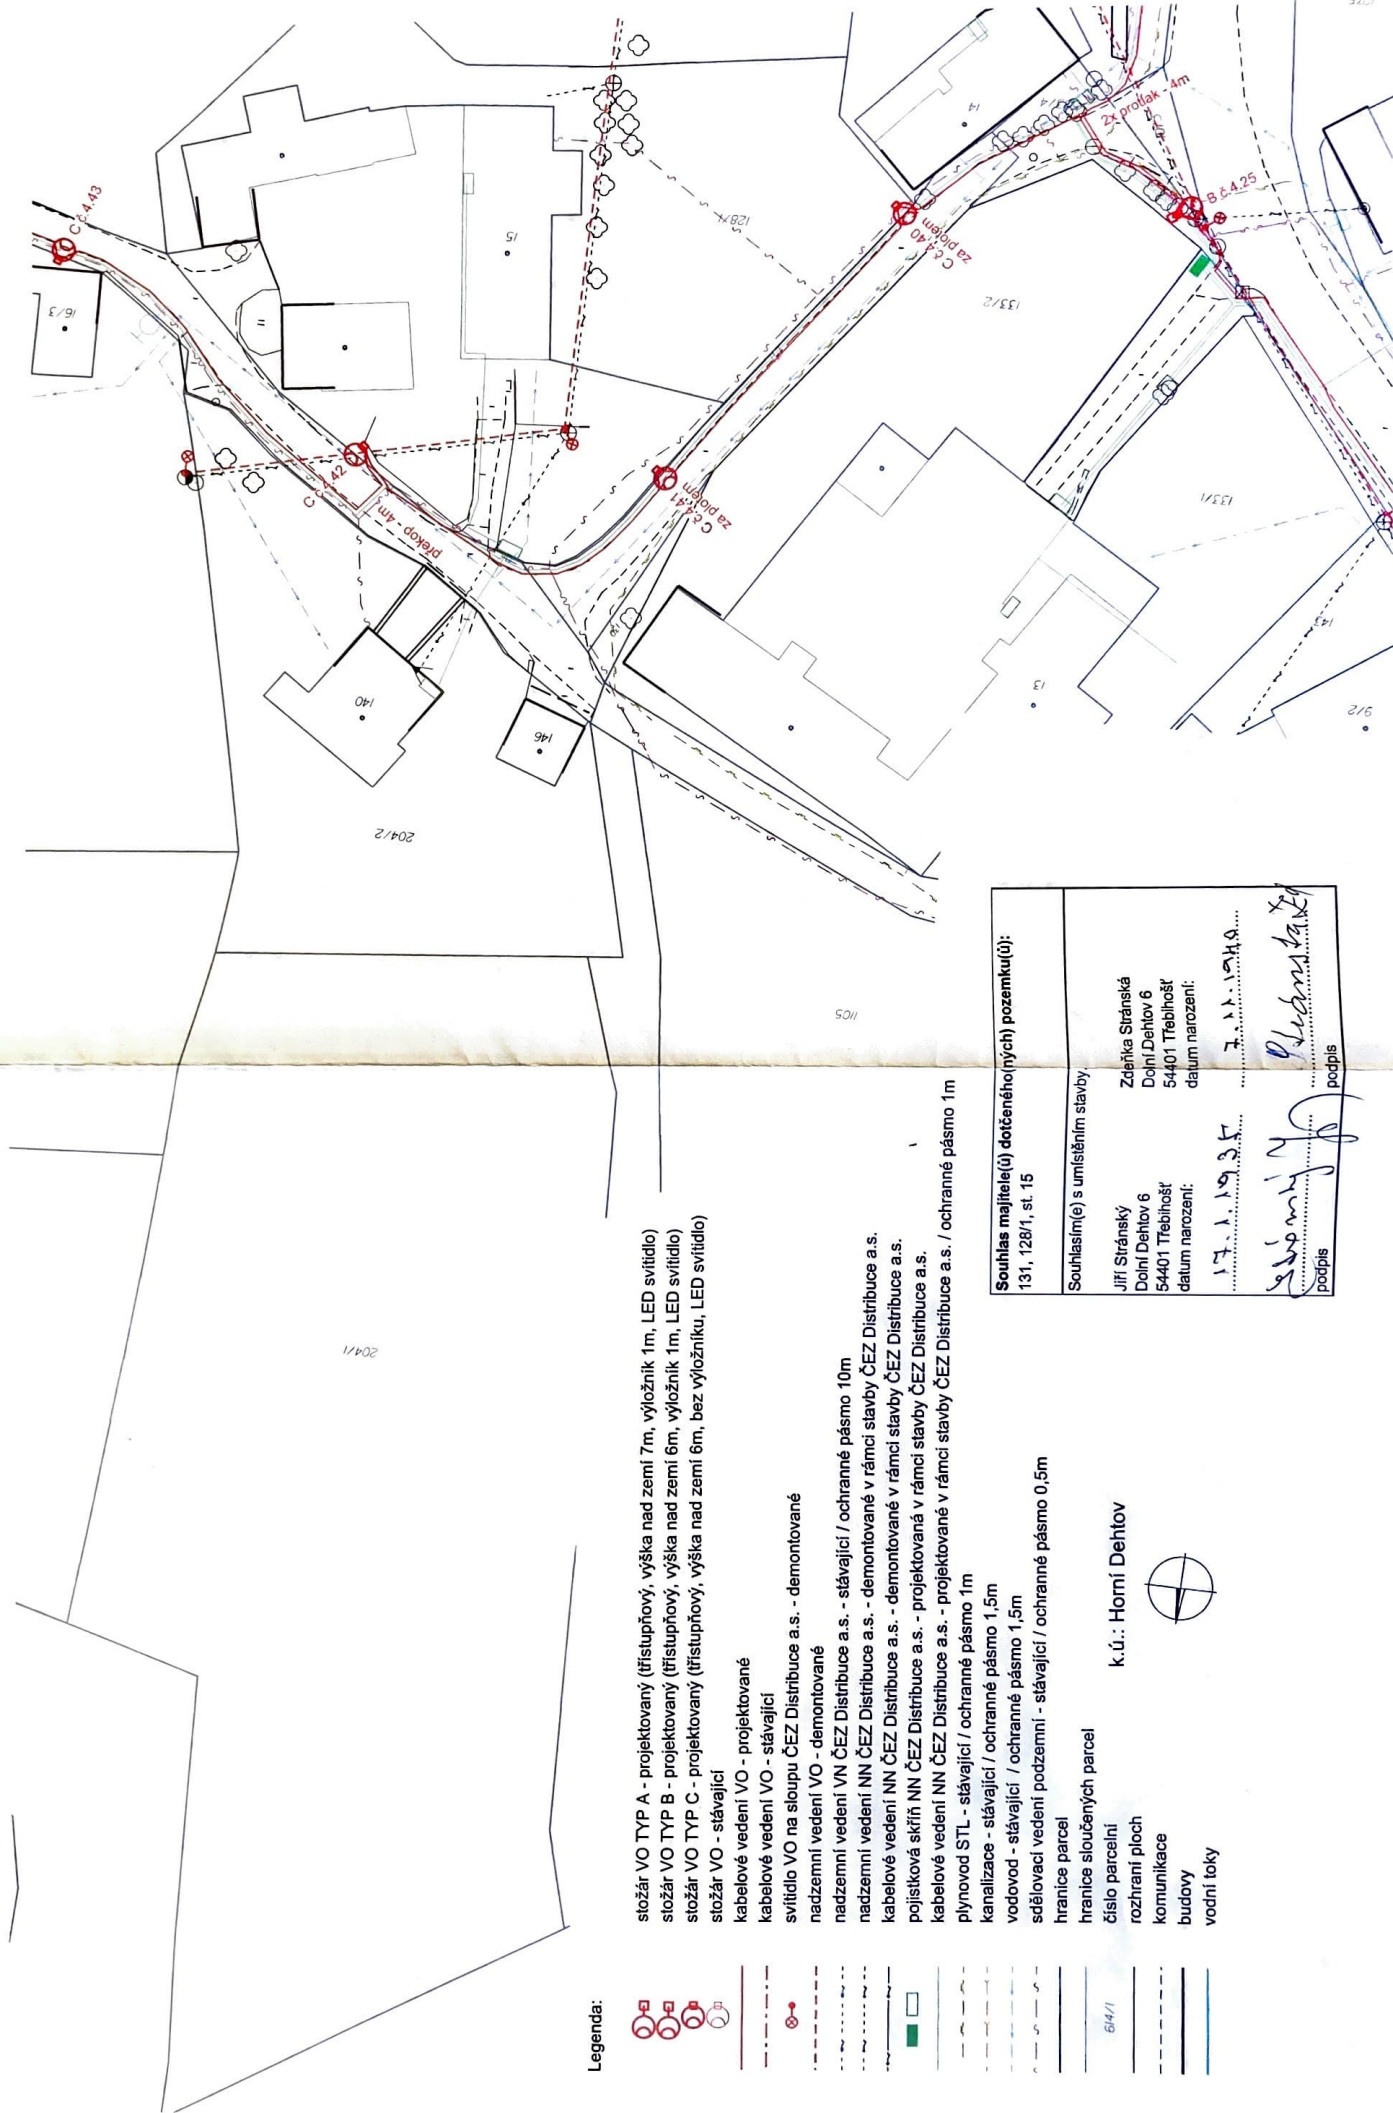 Č č.4.43
16/3
15
11
C č.4.42
překop 4m
140
146
204/2
128/1
C č.4.41
za plotem
C č.4.40
za plotem
133/2
14
2x protlak - 4m
B č.4.25
133/1
143
13
9/2
1105
204/1
Legenda:
stožár VO TYP A - projektovaný (třístupňový, výška nad zemí 7m, výložník 1m, LED svítidlo)
stožár VO TYP B - projektovaný (třístupňový, výška nad zemí 6m, výložník 1m, LED svítidlo)
stožár VO TYP C - projektovaný (třístupňový, výška nad zemí 6m, bez výložníku, LED svítidlo)
stožár VO - stávající
kabelové vedení VO - projektované
kabelové vedení VO - stávající
svítidlo VO na sloupu ČEZ Distribuce a.s. - demontované
nadzemní vedení VO - demontované
nadzemní vedení VN ČEZ Distribuce a.s. - stávající / ochranné pásmo 10m
nadzemní vedení NN ČEZ Distribuce a.s. - demontované v rámci stavby ČEZ Distribuce a.s.
kabelové vedení NN ČEZ Distribuce a.s. - demontované v rámci stavby ČEZ Distribuce a.s.
pojistková skříň NN ČEZ Distribuce a.s. - projektovaná v rámci stavby ČEZ Distribuce a.s.
kabelové vedení NN ČEZ Distribuce a.s. - projektované v rámci stavby ČEZ Distribuce a.s. / ochranné pásmo 1m
plynovod STL - stávající / ochranné pásmo 1m
kanalizace - stávající / ochranné pásmo 1,5m
vodovod - stávající / ochranné pásmo 1,5m
sdělovací vedení podzemní - stávající / ochranné pásmo 0,5m
hranice parcel
hranice sloučených parcel
614/1 číslo parcelní
rozhraní ploch
komunikace
budovy
vodní toky
k.ú.: Horní Dehtov
Souhlas majitele(ů) dotčeného(ných) pozemku(ů):
131, 128/1, st. 15
Souhlasím(e) s umístěním stavby.
Jiří Stránský
Dolní Dehtov 6
54401 Třebihošť
datum narození:
17.1.1935
podpis
Zdeňka Stránská
Dolní Dehtov 6
54401 Třebihošť
datum narození:
podpis